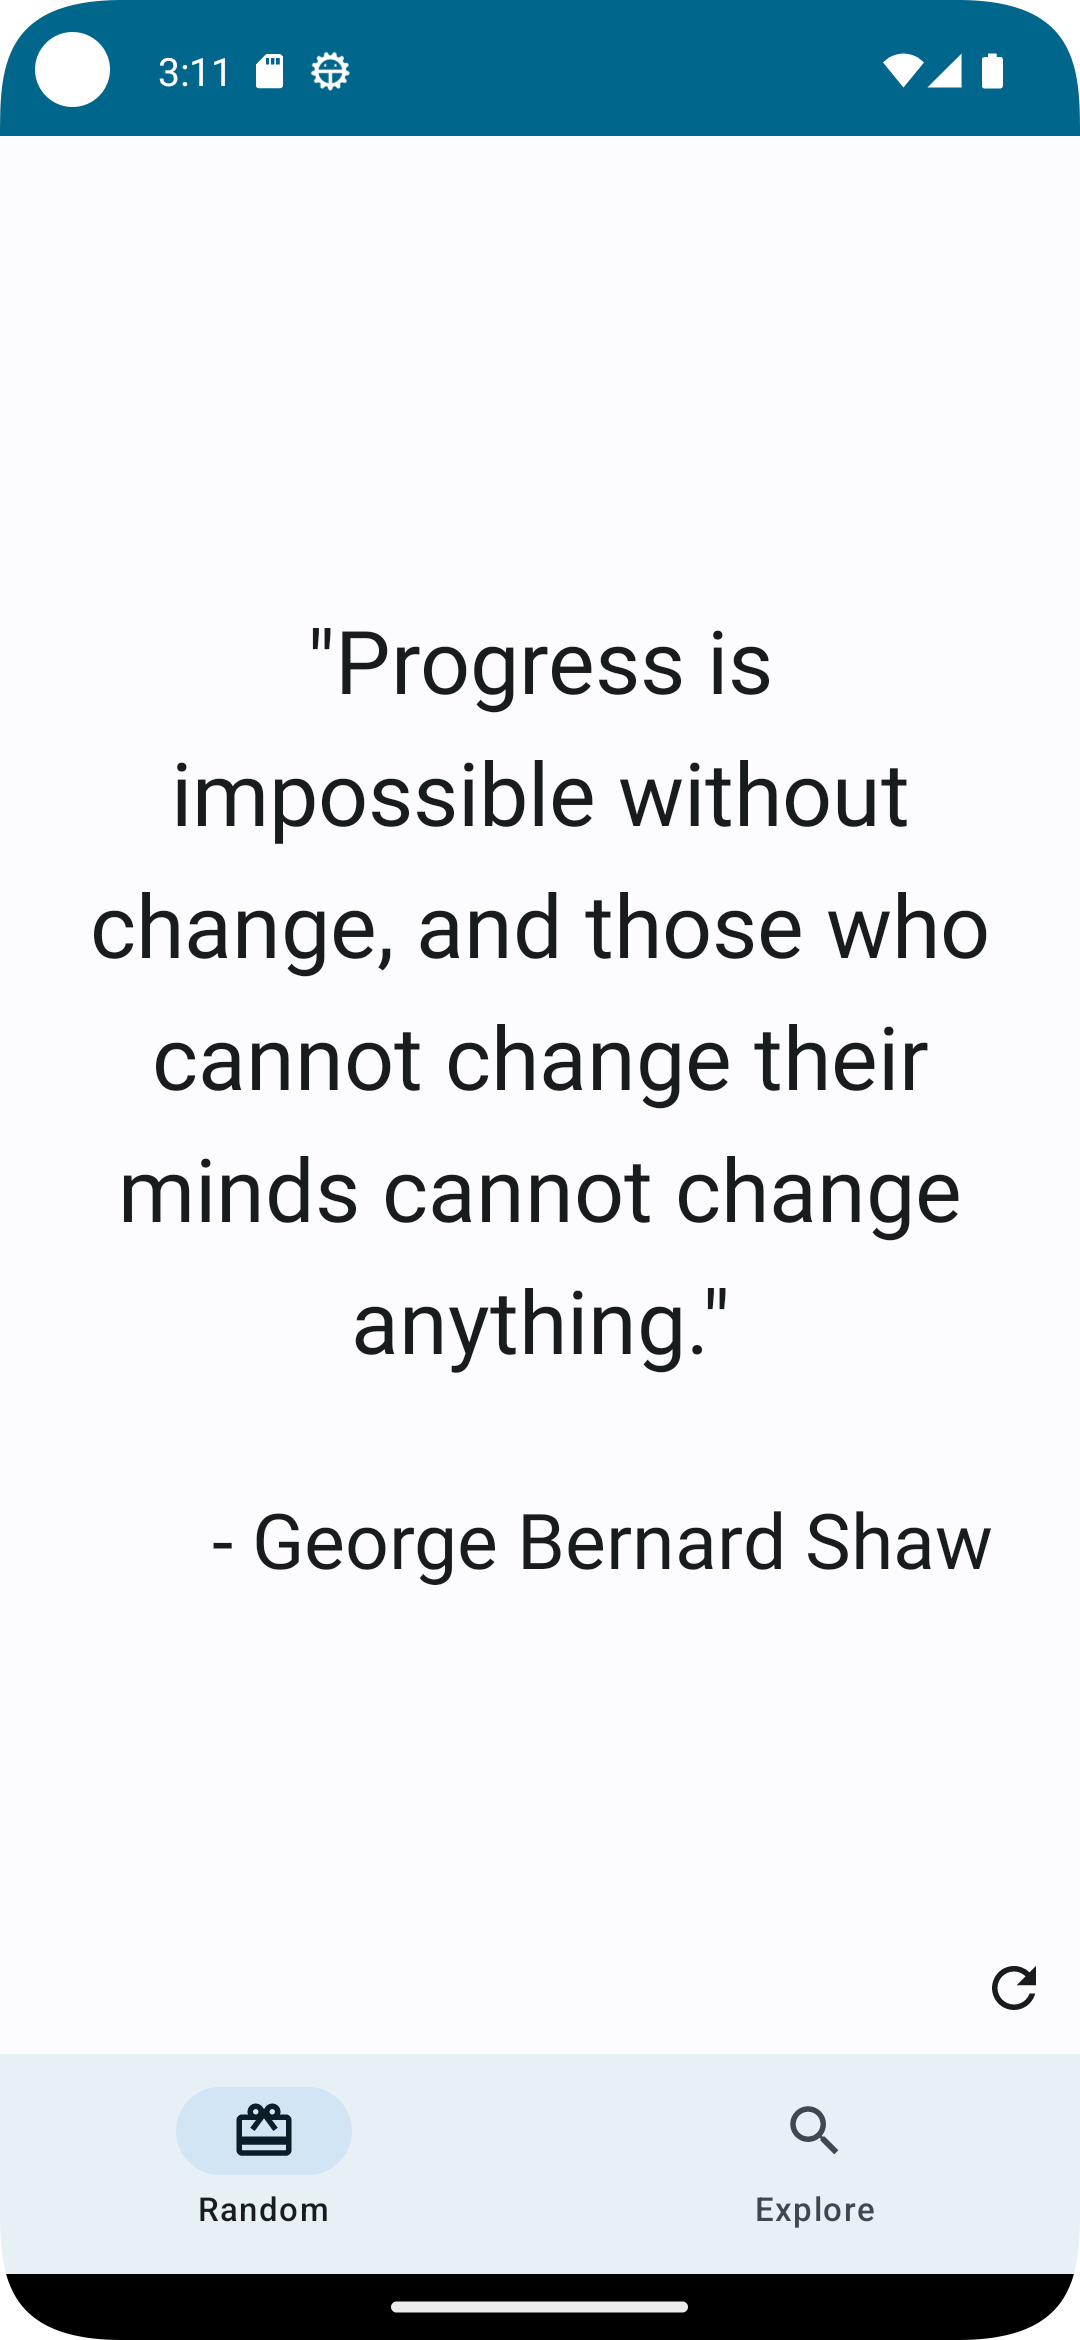 3:11
"Progress is
impossible without
change, and those who
cannot change their
minds cannot change
anything."
- George Bernard Shaw
Random
Explore